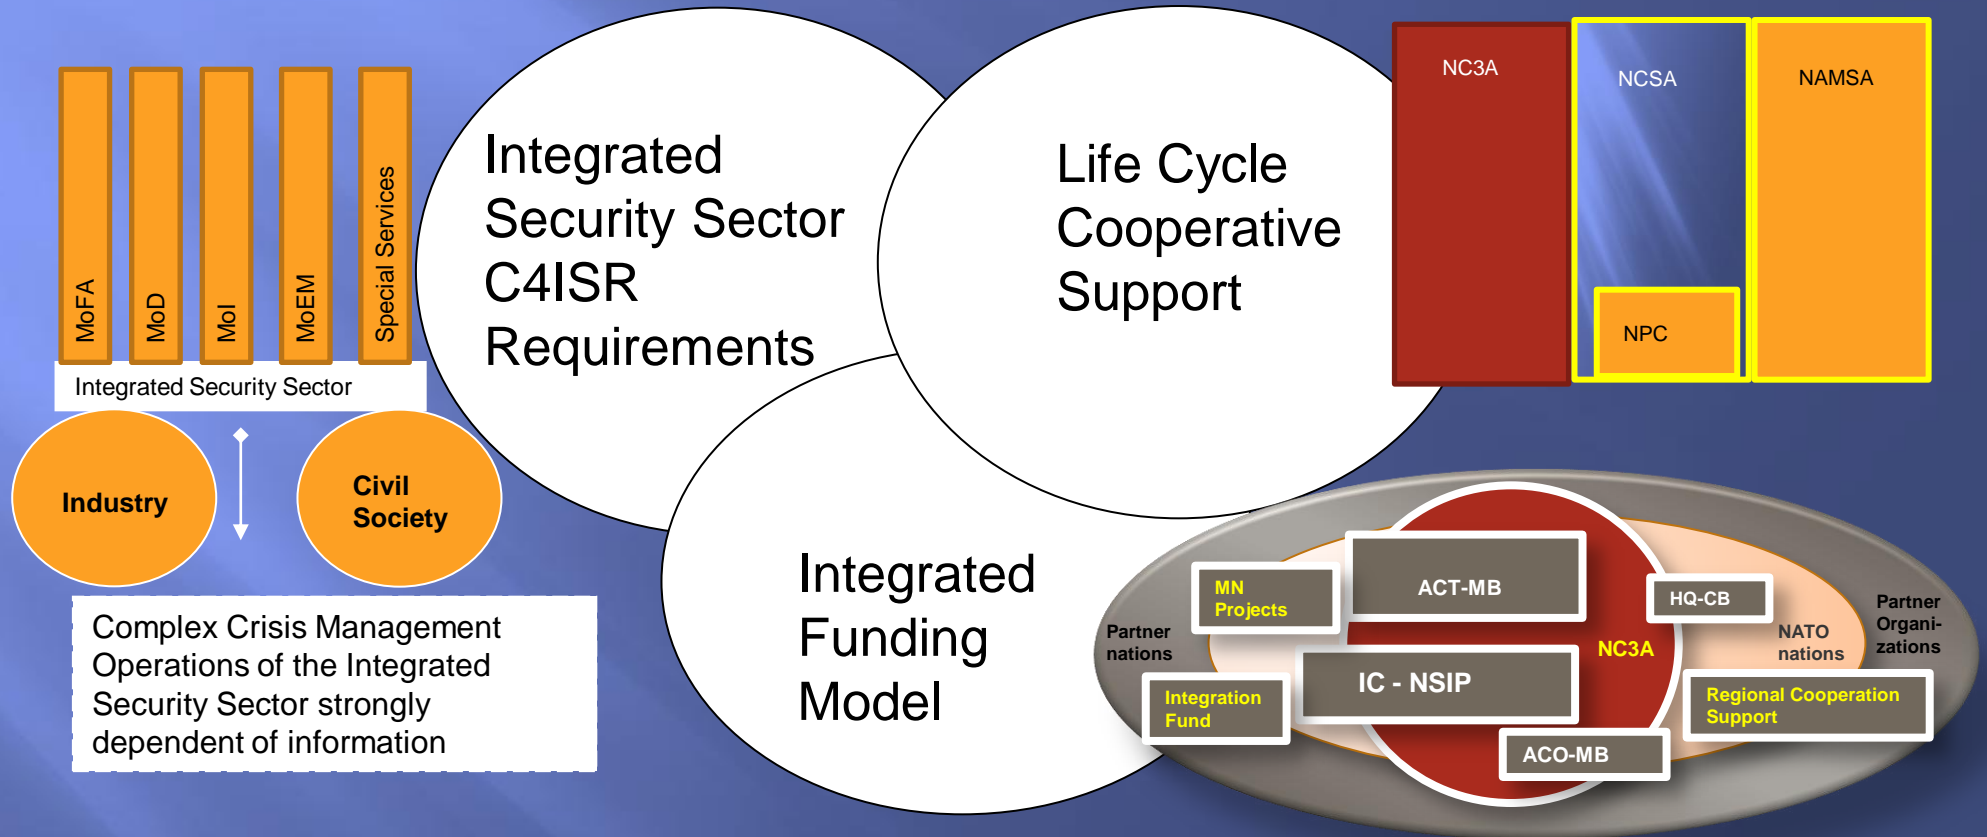 MoFA
MoD
MoI
MoEM
Special Services
Integrated Security Sector
Industry
Civil
Society
Complex Crisis Management
Operations of the Integrated
Security Sector strongly
dependent of information
Integrated
Security Sector
C4ISR
Requirements
Life Cycle
Cooperative
Support
Integrated
Funding
Model
NC3A
NCSA
NAMSA
NPC
Partner
nations
MN
Projects
Integration
Fund
ACT-MB
IC - NSIP
NC3A
ACO-MB
HQ-CB
NATO
nations
Regional Cooperation
Support
Partner
Organi-
zations